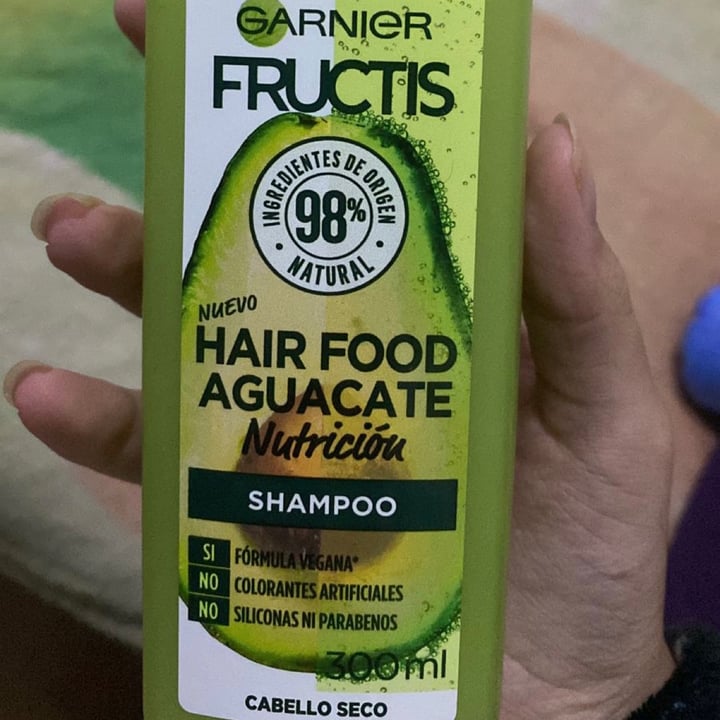 GARNIER
FRUCTIS
INGREDIENTES DE ORIGEN
98%
• NATURAL •
NUEVO
HAIR FOOD
AGUACATE
Nutrición
SHAMPOO
SI FÓRMULA VEGANA*
NO COLORANTES ARTIFICIALES
NO SILICONAS NI PARABENOS
300ml
CABELLO SECO